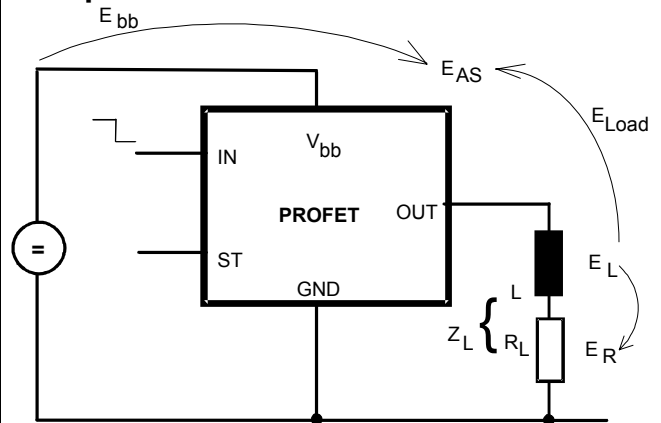 E bb
E AS
E Load
V bb
IN
PROFET
OUT
=
ST
E L
GND
L
Z L { R L
E R